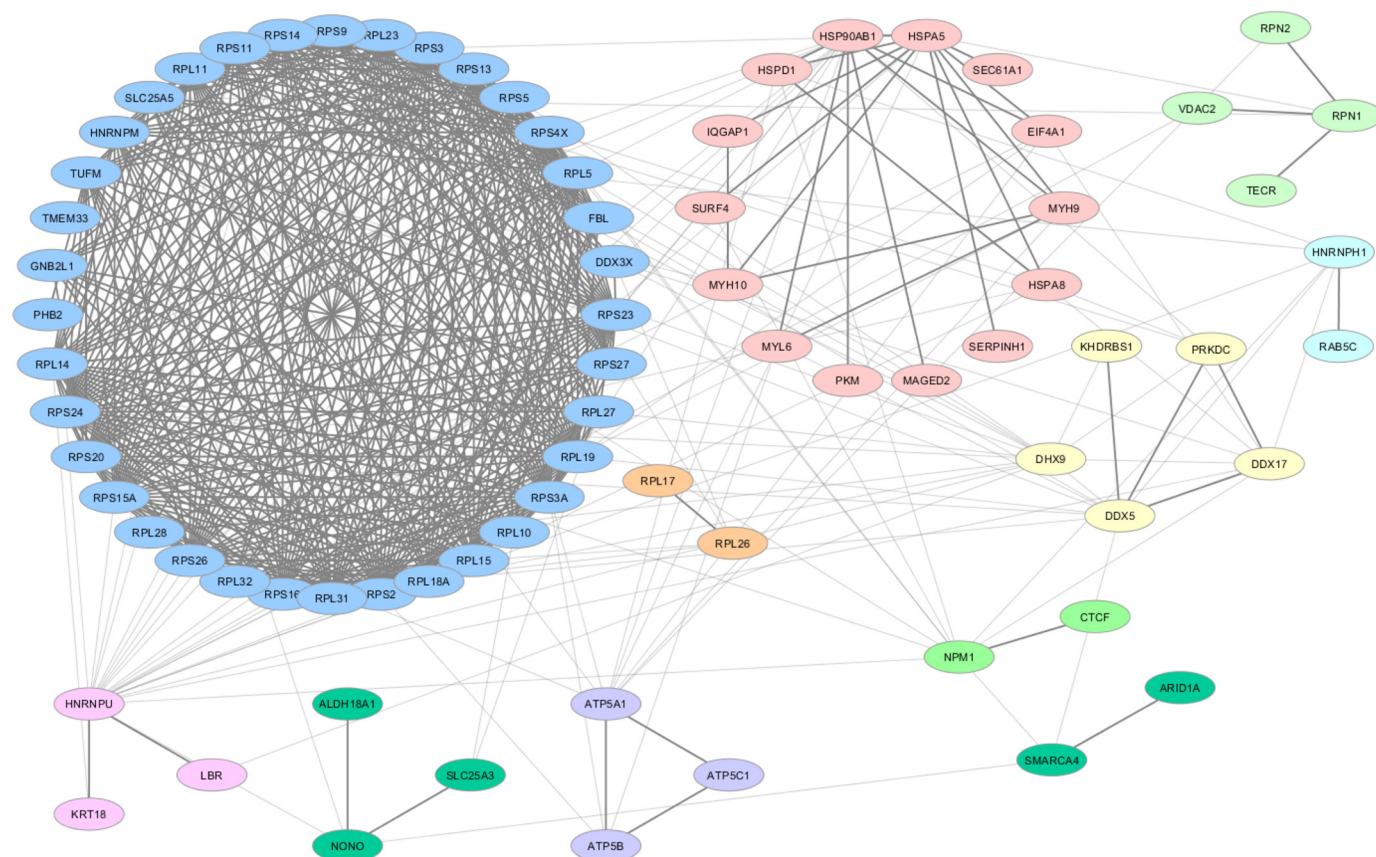 RPS9
RPS14
RPL23
RPS11
RPS3
RPL11
RPS13
SLC25A5
RPS5
HNRNPM
RPS4X
TUFM
RPL5
TMEM33
FBL
GNB2L1
DDX3X
PHB2
RPS23
RPL14
RPS27
RPS24
RPL27
RPS20
RPL19
RPS15A
RPS3A
RPL28
RPL10
RPS26
RPL15
RPL32
RPL18A
RPS16
RPS2
RPL31
HSP90AB1
HSPA5
HSPD1
SEC61A1
IQGAP1
EIF4A1
SURF4
MYH9
MYH10
HSPA8
MYL6
SERPINH1
PKM
MAGED2
RPN2
VDAC2
RPN1
TECR
HNRNPH1
RAB5C
KHDRBS1
PRKDC
DHX9
DDX17
DDX5
RPL17
RPL26
CTCF
NPM1
ARID1A
SMARCA4
HNRNPU
LBR
KRT18
ALDH18A1
SLC25A3
NONO
ATP5A1
ATP5C1
ATP5B